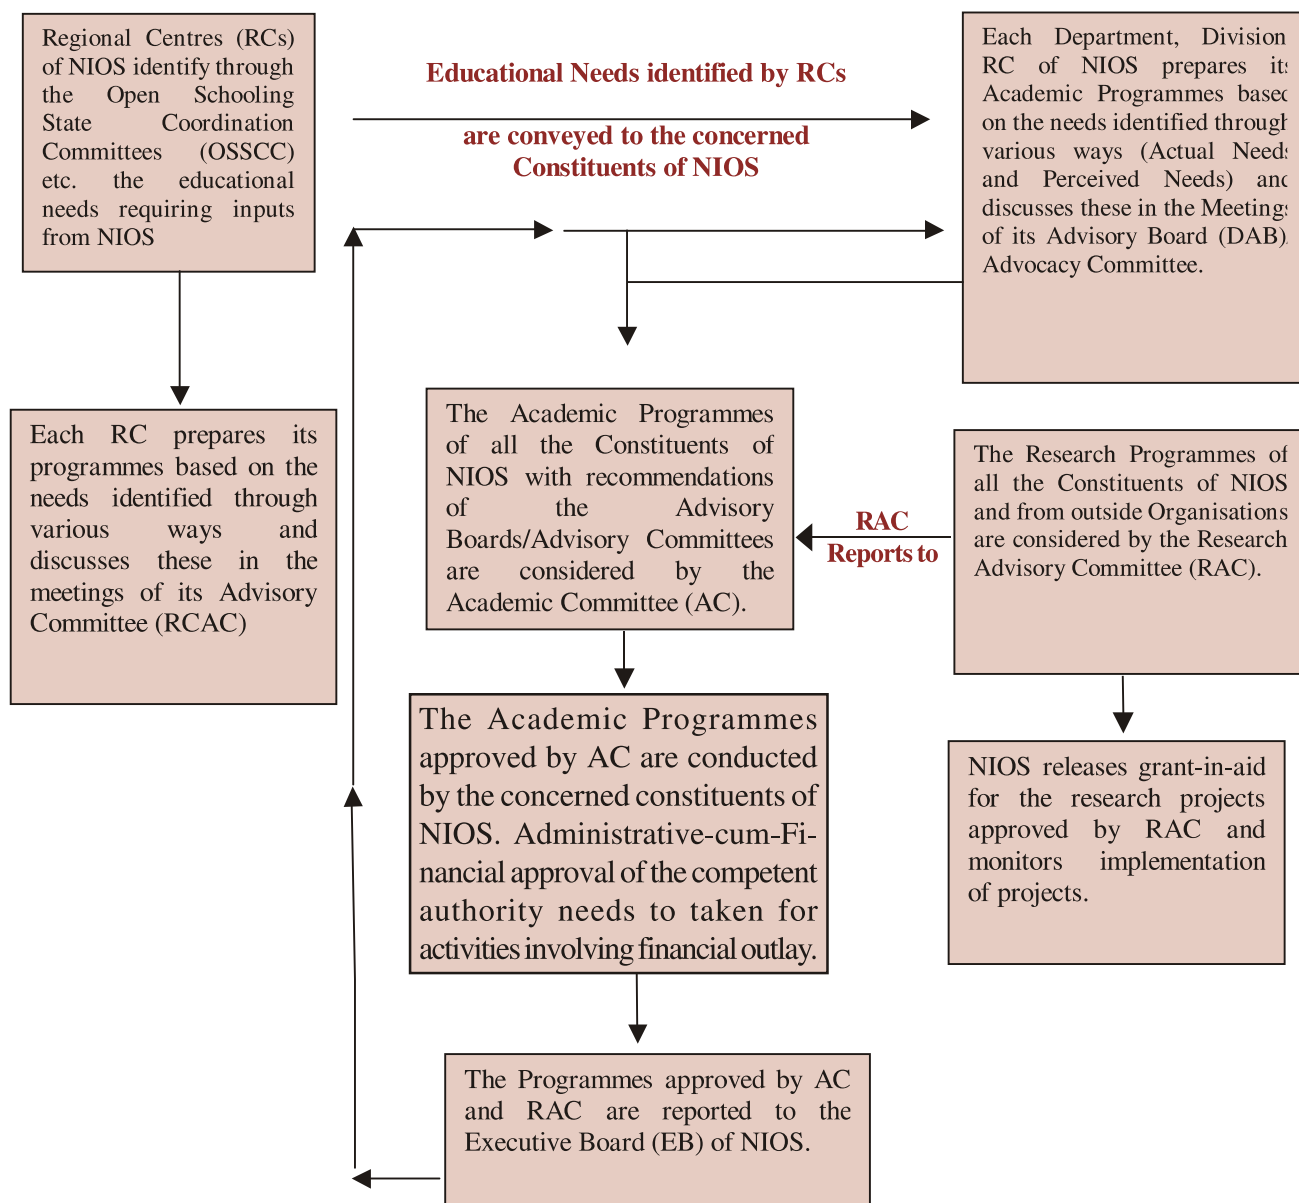 Regional Centres (RCs)
of NIOS identify through
the Open Schooling
State Coordination
Committees (OSSCC)
etc. the educational
needs requiring inputs
from NIOS
Educational Needs identified by RCs
are conveyed to the concerned
Constituents of NIOS
Each Department, Division
RC of NIOS prepares its
Academic Programmes based
on the needs identified through
various ways (Actual Needs
and Perceived Needs) and
discusses these in the Meetings
of its Advisory Board (DAB)
Advocacy Committee.
Each RC prepares its
programmes based on the
needs identified through
various ways and
discusses these in the
meetings of its Advisory
Committee (RCAC)
The Academic Programmes
of all the Constituents of
NIOS with recommendations
of the Advisory
Boards/Advisory Committees
are considered by the
Academic Committee (AC).
RAC
Reports to
The Research Programmes of
all the Constituents of NIOS
and from outside Organisations
are considered by the Research
Advisory Committee (RAC).
The Academic Programmes
approved by AC are conducted
by the concerned constituents of
NIOS. Administrative-cum-Fi-
nancial approval of the competent
authority needs to taken for
activities involving financial outlay.
NIOS releases grant-in-aid
for the research projects
approved by RAC and
monitors implementation
of projects.
The Programmes approved by AC
and RAC are reported to the
Executive Board (EB) of NIOS.